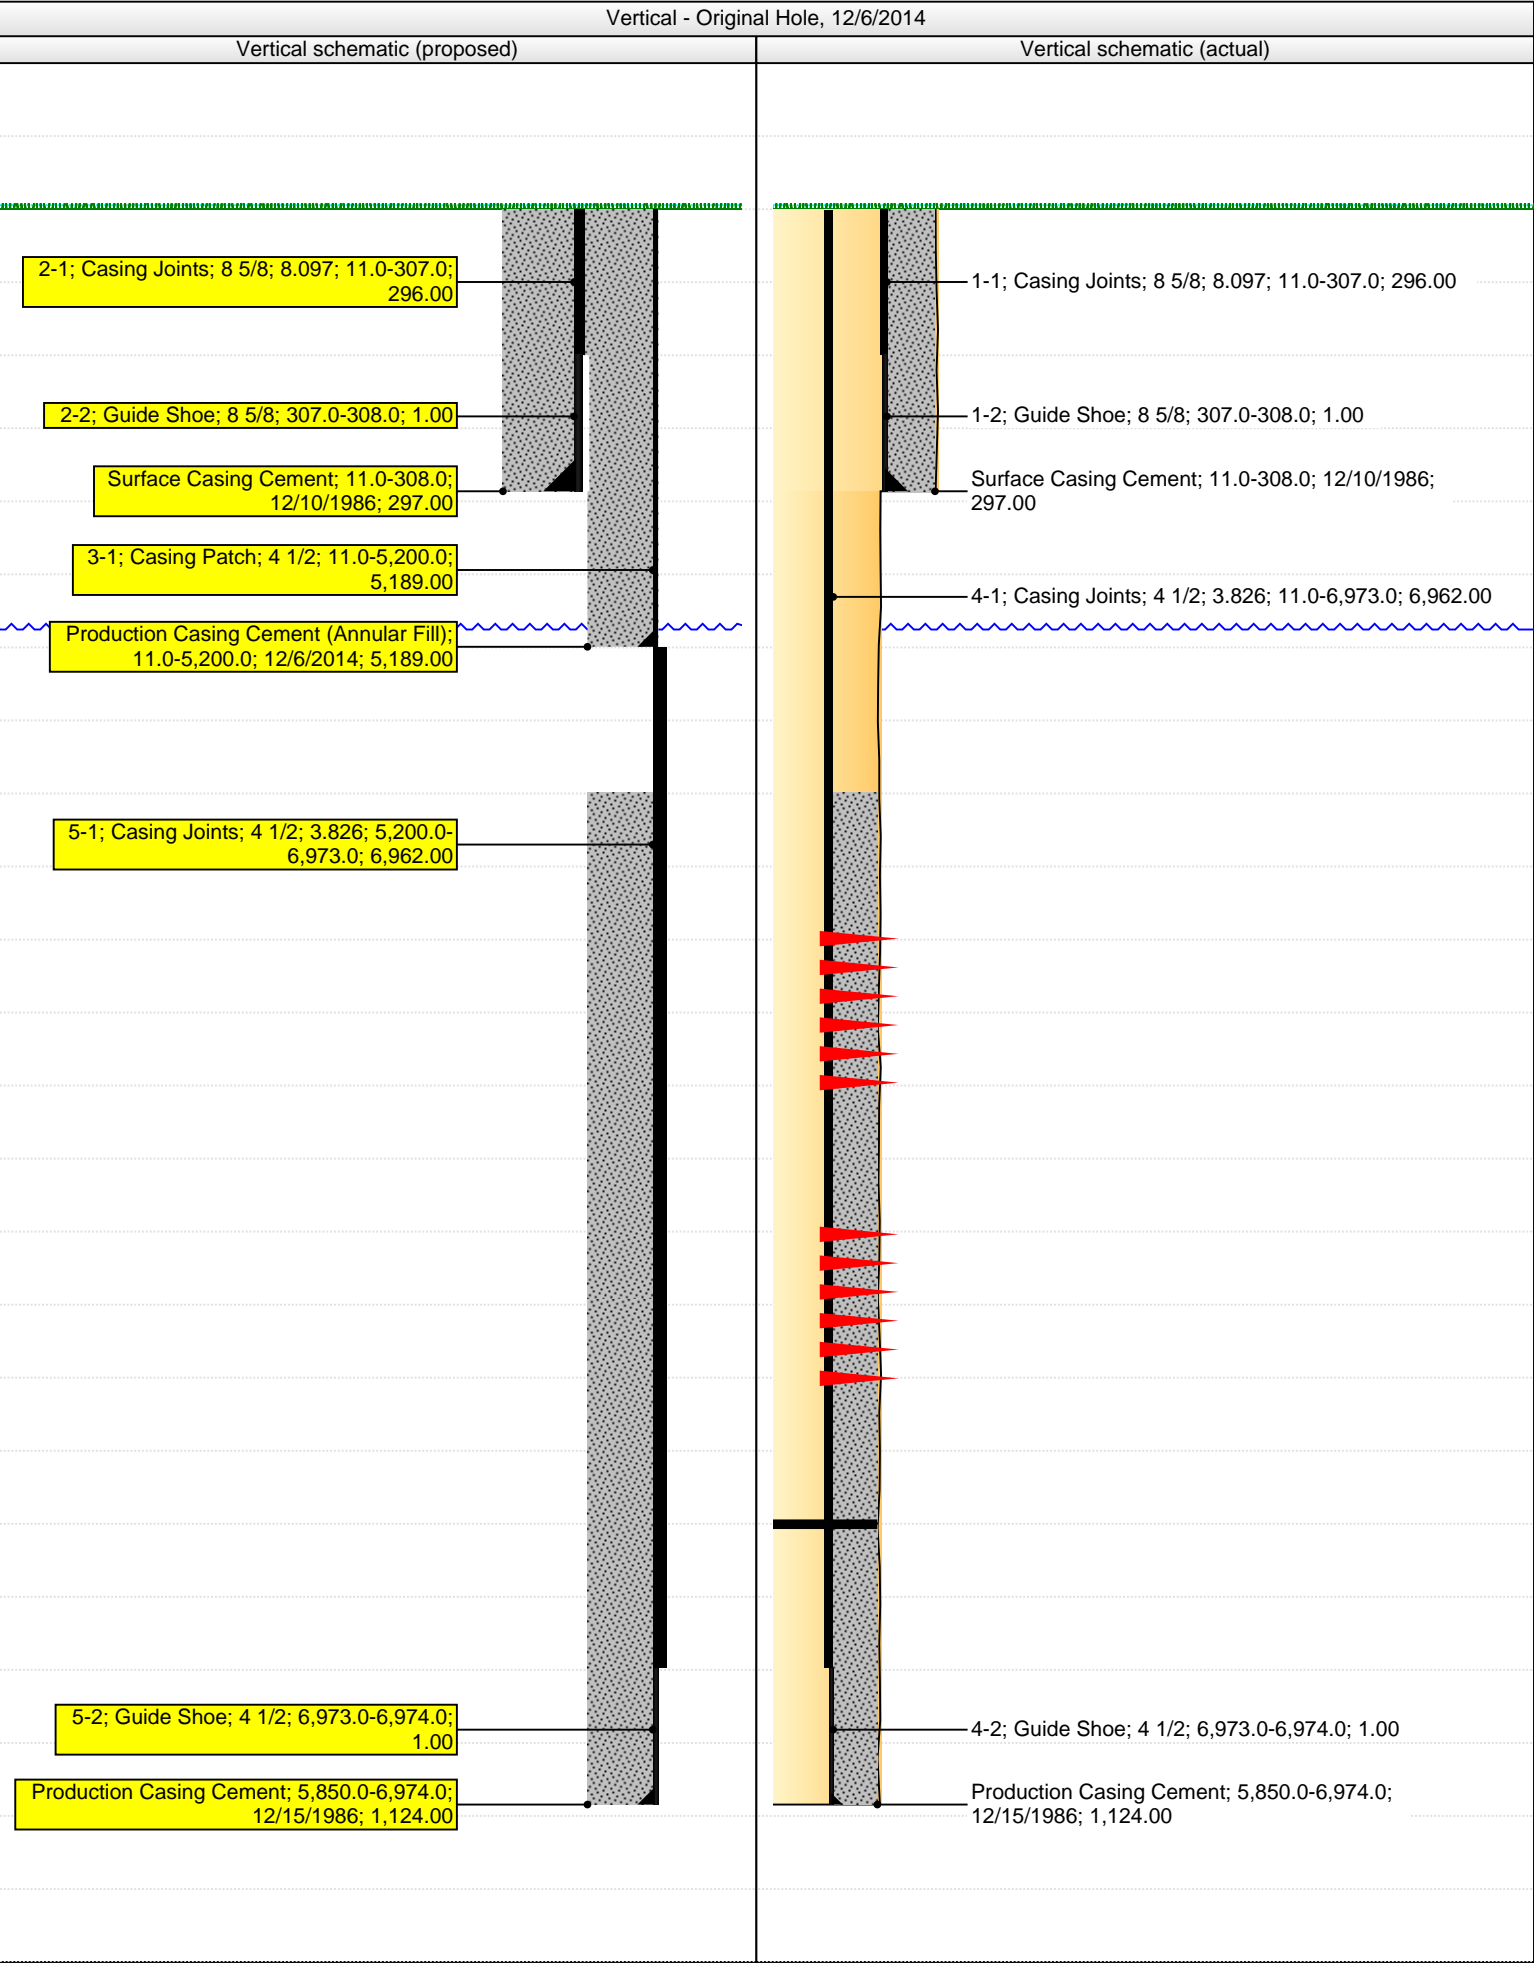 Vertical - Original Hole, 12/6/2014
Vertical schematic (proposed)
2-1; Casing Joints; 8 5/8; 8.097; 11.0-307.0;
296.00
2-2; Guide Shoe; 8 5/8; 307.0-308.0; 1.00
Surface Casing Cement; 11.0-308.0;
12/10/1986; 297.00
3-1; Casing Patch; 4 1/2; 11.0-5,200.0;
5,189.00
Production Casing Cement (Annular Fill);
11.0-5,200.0; 12/6/2014; 5,189.00
5-1; Casing Joints; 4 1/2; 3.826; 5,200.0-
6,973.0; 6,962.00
5-2; Guide Shoe; 4 1/2; 6,973.0-6,974.0;
1.00
Production Casing Cement; 5,850.0-6,974.0;
12/15/1986; 1,124.00
Vertical schematic (actual)
1-1; Casing Joints; 8 5/8; 8.097; 11.0-307.0; 296.00
1-2; Guide Shoe; 8 5/8; 307.0-308.0; 1.00
Surface Casing Cement; 11.0-308.0; 12/10/1986;
297.00
4-1; Casing Joints; 4 1/2; 3.826; 11.0-6,973.0; 6,962.00
4-2; Guide Shoe; 4 1/2; 6,973.0-6,974.0; 1.00
Production Casing Cement; 5,850.0-6,974.0;
12/15/1986; 1,124.00